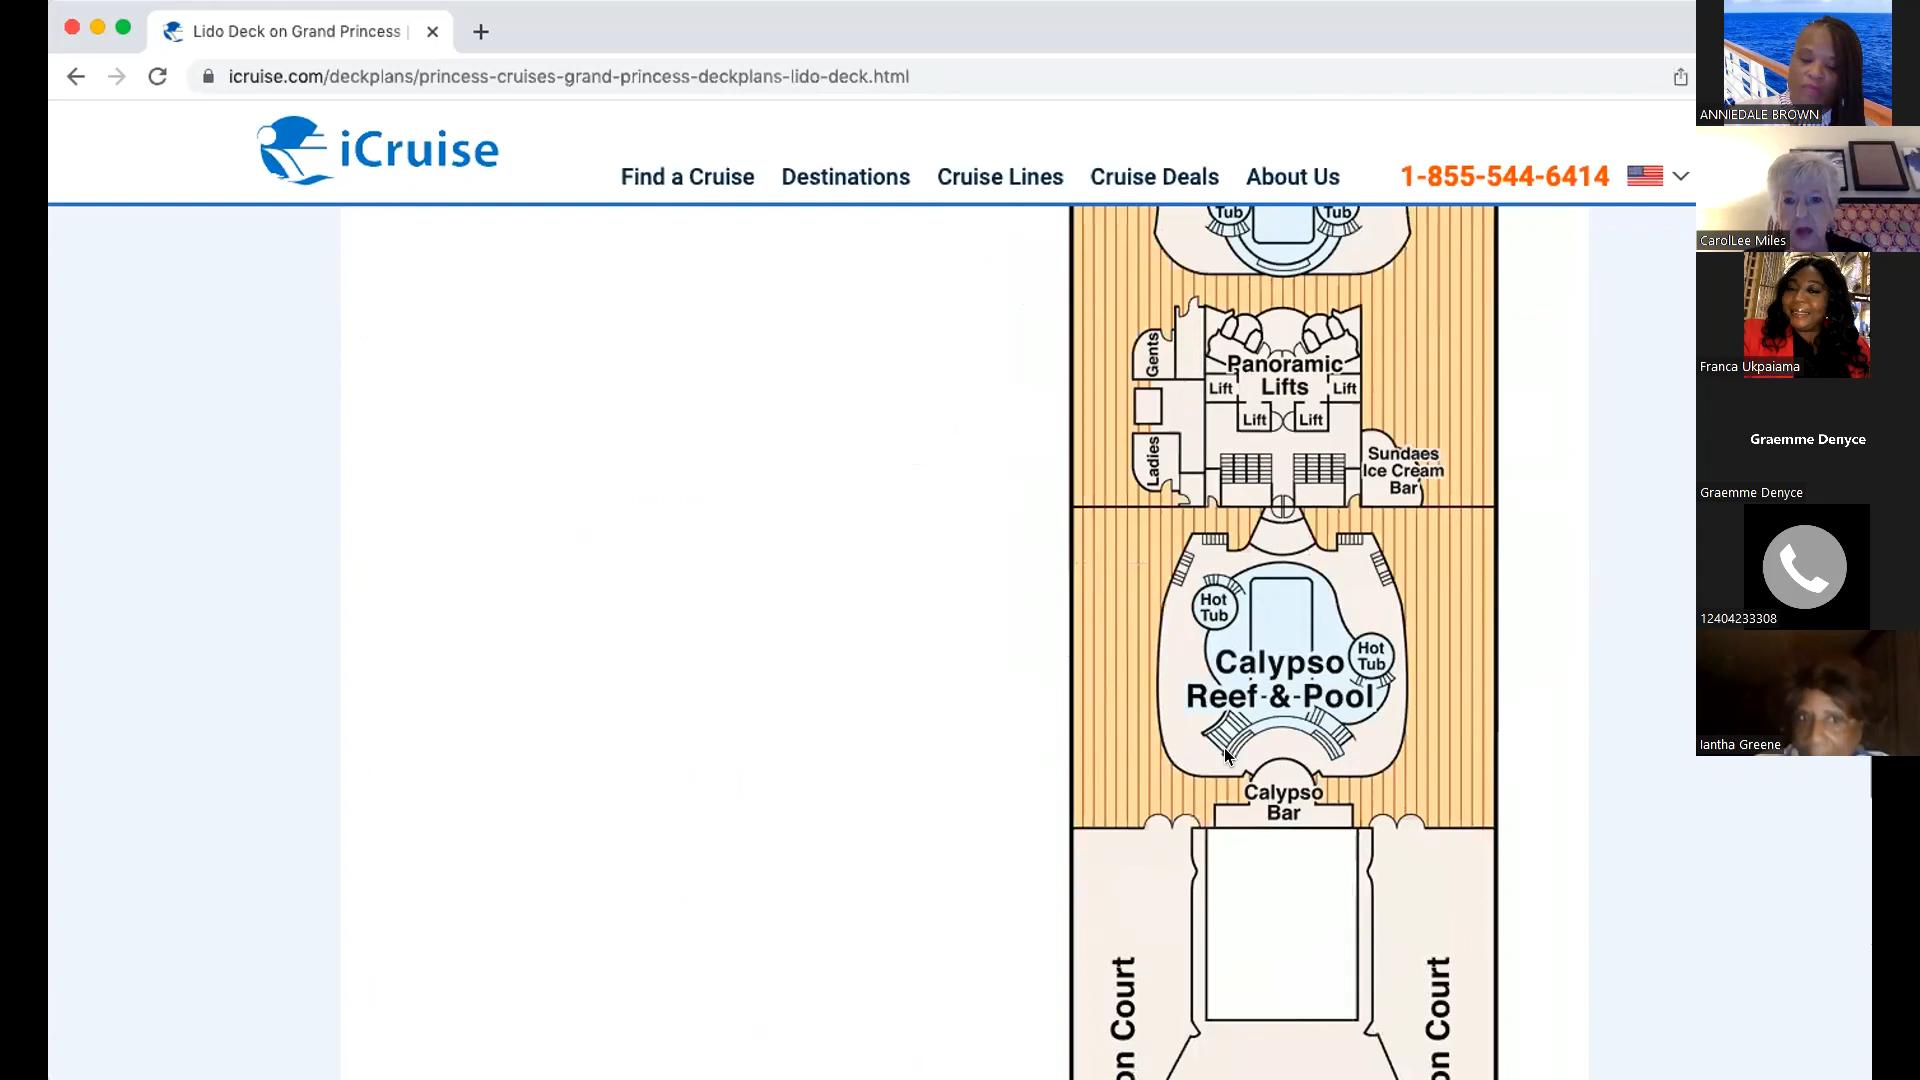 Lido Deck on Grand Princess |
icruise.com/deckplans/princess-cruises-grand-princess-deckplans-lido-deck.html
iCruise
Find a Cruise Destinations Cruise Lines Cruise Deals About Us 1-855-544-6414
Tub Tub
Gents
Panoramic
Lifts
Lift Lift
Lift Lift
Ladies
Sundaes
Ice Cream
Bar
Hot
Tub
Hot
Tub
Calypso
Reef & Pool
Calypso
Bar
on Court
on Court
ANNIEDALE BROWN
CarolLee Miles
Franca Ukpaiama
Graemme Denyce
Graemme Denyce
12404233308
Iantha Greene